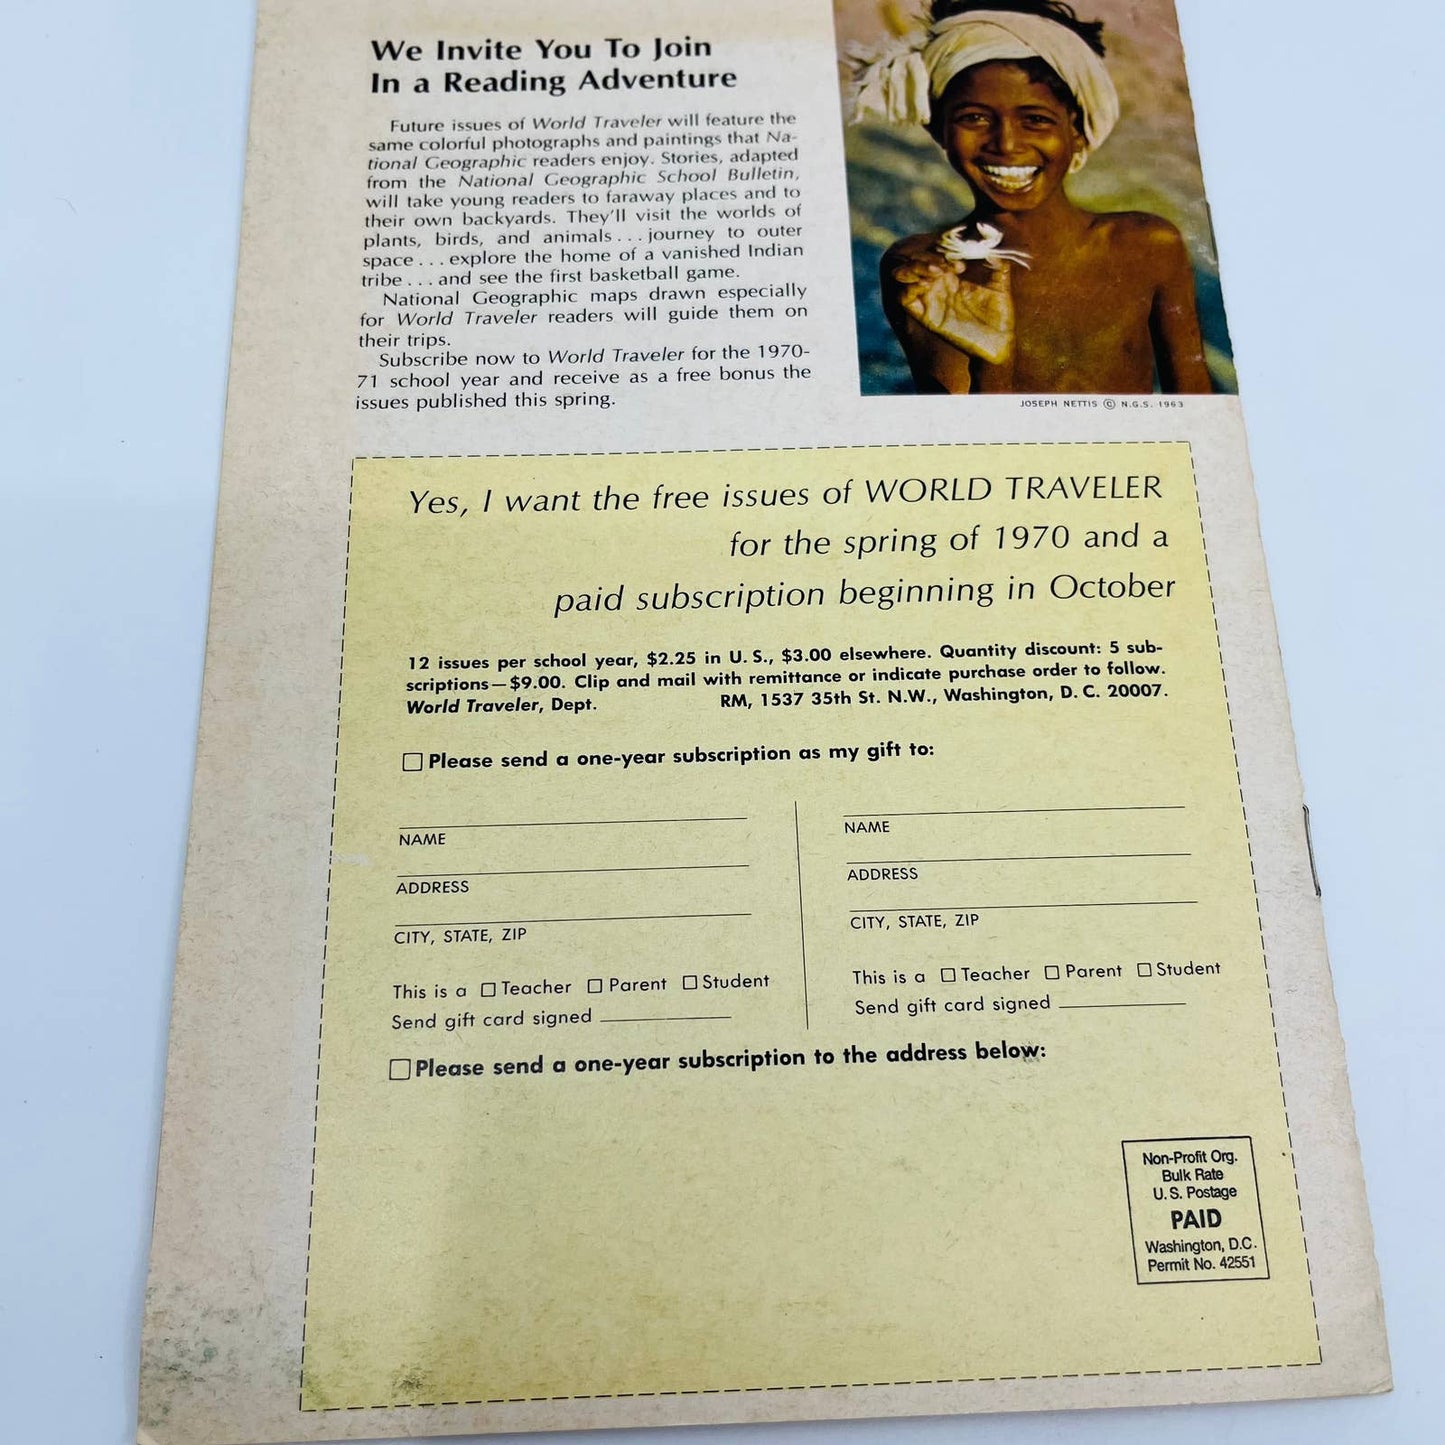 We Invite You To Join
In a Reading Adventure
Future issues of World Traveler will feature the
same colorful photographs and paintings that Na-
tional Geographic readers enjoy. Stories, adapted
from the National Geographic School Bulletin,
will take young readers to faraway places and to
their own backyards. They'll visit the worlds of
plants, birds, and animals . . . journey to outer
space . . . explore the home of a vanished Indian
tribe . . . and see the first basketball game.
National Geographic maps drawn especially
for World Traveler readers will guide them on
their trips.
Subscribe now to World Traveler for the 1970-
71 school year and receive as a free bonus the
issues published this spring.
JOSEPH NETTIS © N.G.S. 1963
Yes, I want the free issues of WORLD TRAVELER
for the spring of 1970 and a
paid subscription beginning in October
12 issues per school year, $2.25 in U. S., $3.00 elsewhere. Quantity discount: 5 sub-
scriptions—$9.00. Clip and mail with remittance or indicate purchase order to follow.
World Traveler, Dept. RM, 1537 35th St. N.W., Washington, D. C. 20007.
Please send a one-year subscription as my gift to:
NAME
ADDRESS
CITY, STATE, ZIP
This is a Teacher Parent Student
Send gift card signed
NAME
ADDRESS
CITY, STATE, ZIP
This is a Teacher Parent Student
Send gift card signed
Please send a one-year subscription to the address below:
Non-Profit Org.
Bulk Rate
U. S. Postage
PAID
Washington, D.C.
Permit No. 42551